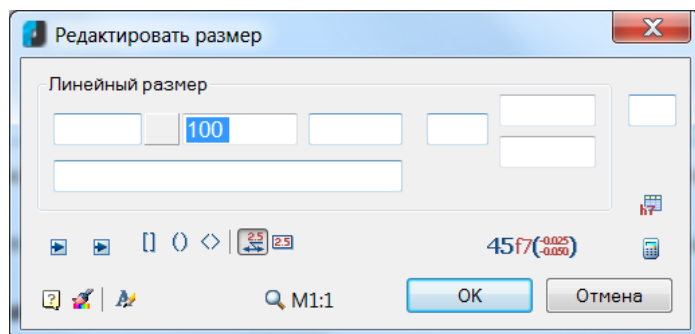 Редактировать размер
Линейный размер
100
h7
[] () <> 2.5 2.5 45f7(-0.025 -0.050)
? M1:1 OK Отмена